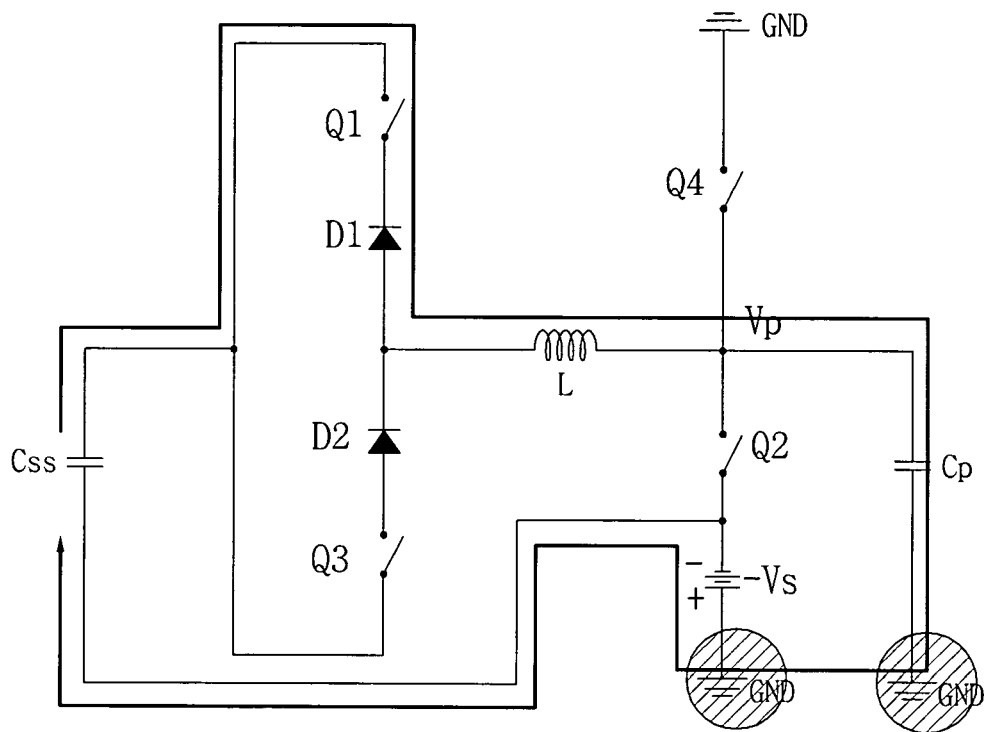 GND
Q1
Q4
D1
Vp
L
D2
Q2
Css
Cp
Q3
-
-Vs
+
GND
GND